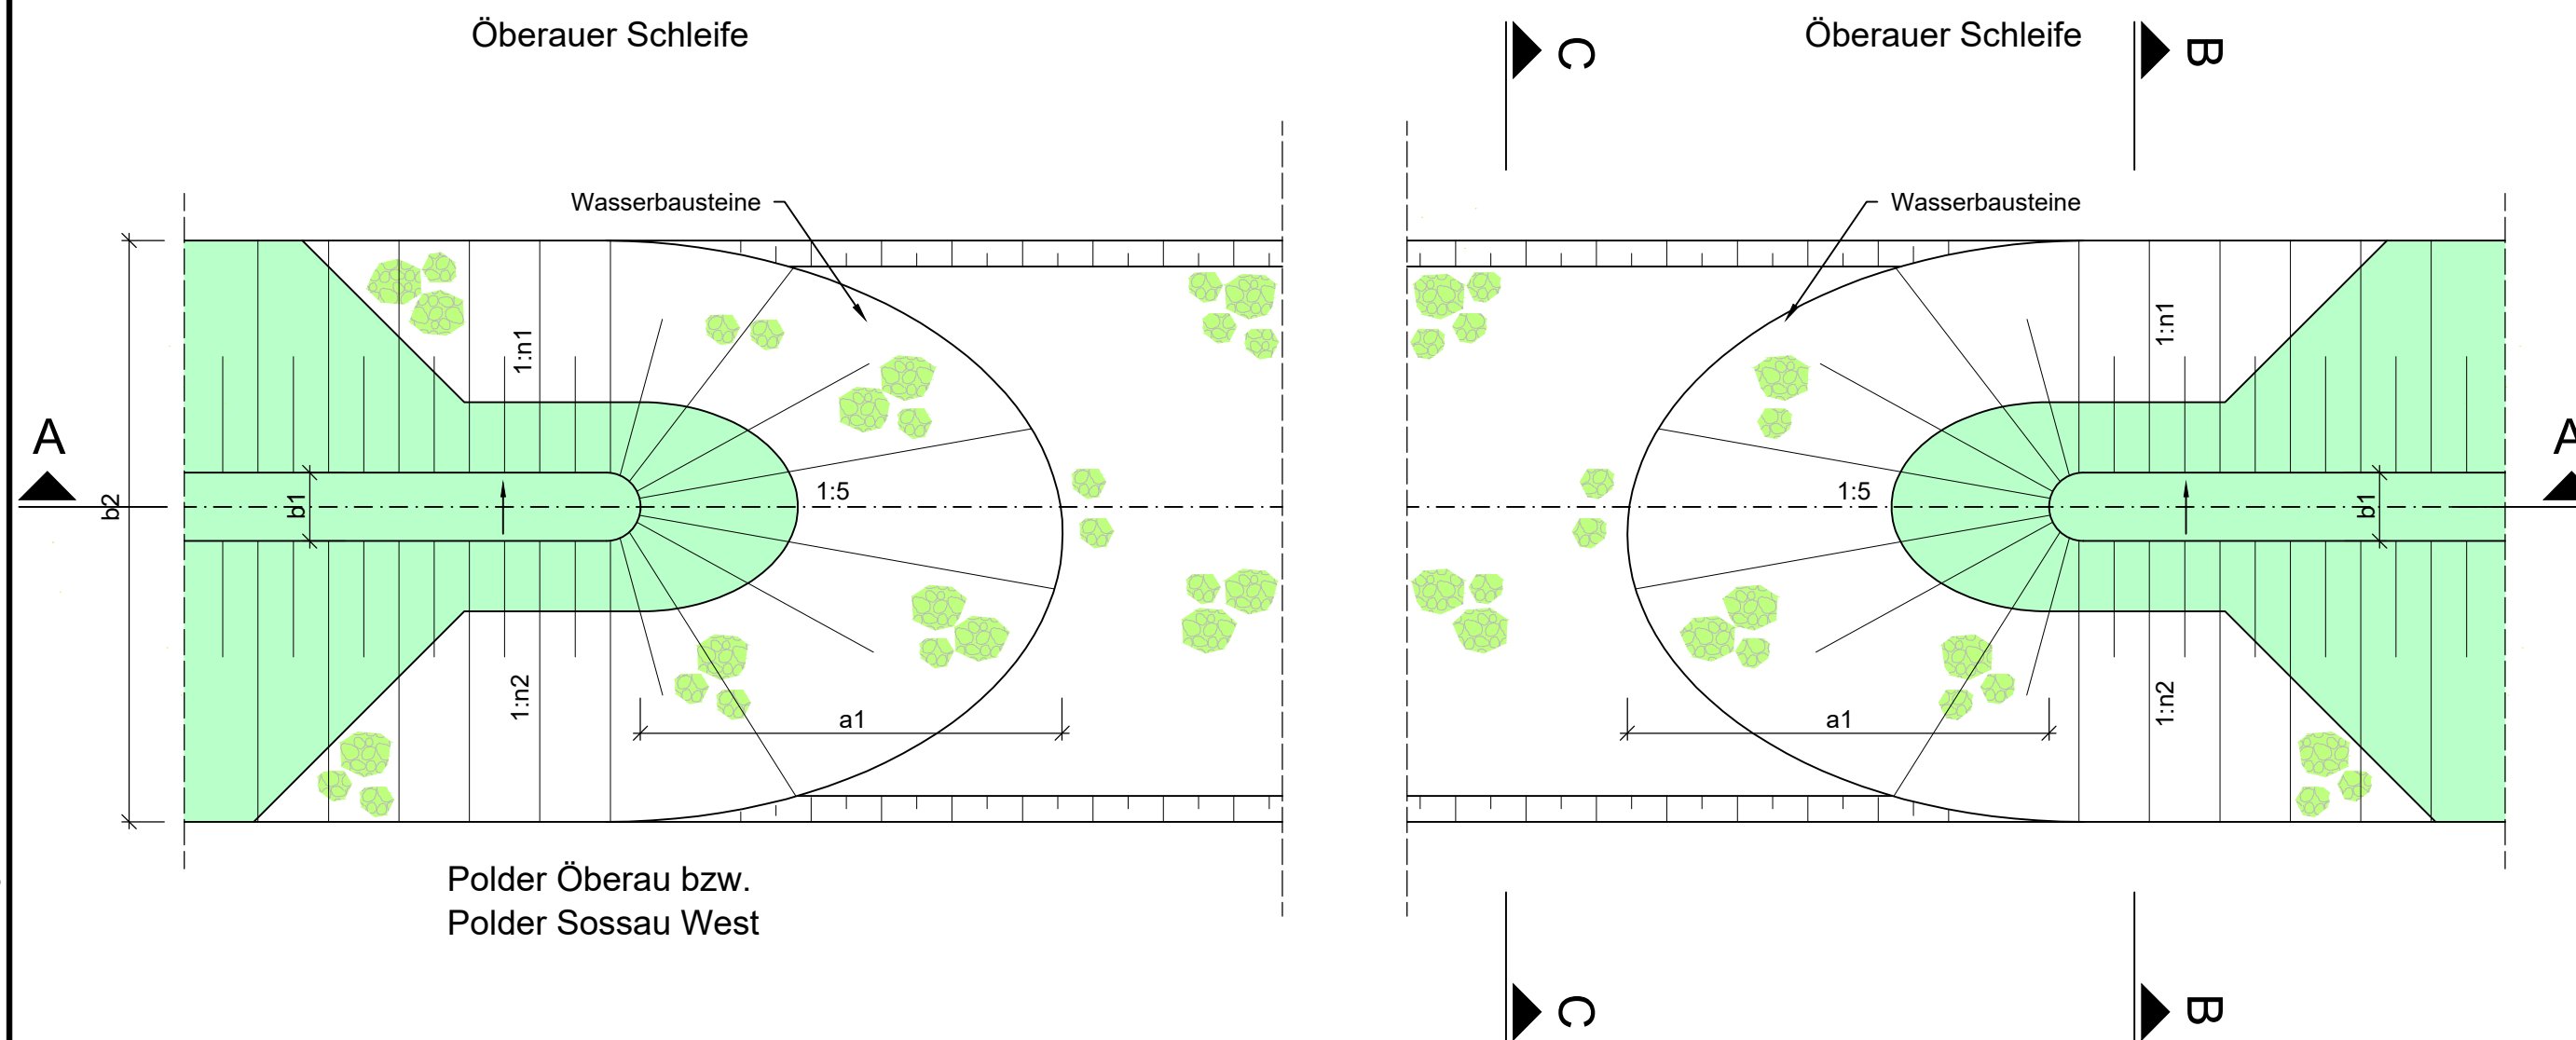 Öberauer Schleife
C
Öberauer Schleife
B
Wasserbausteine
Wasserbausteine
1:n1
1:n1
A
A
b2
b1
1:5
1:5
b1
1:n2
1:n2
a1
a1
Polder Öberau bzw.
Polder Sossau West
C
B